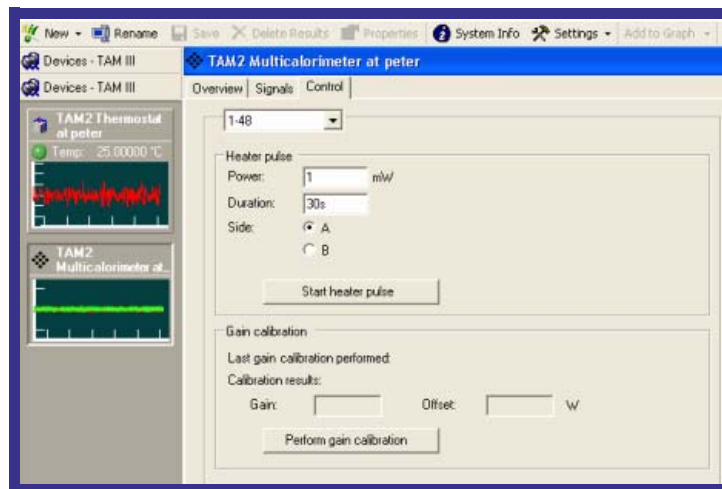 New Rename Save Delete Results Properties System Info Settings Add to Graph
Devices - TAM III
Devices - TAM III
TAM2 Thermostat
at peter
Temp: 25.00000 °C
TAM2
Multicalorimeter at..
TAM2 Multicalorimeter at peter
Overview Signals Control
1-48
Heater pulse
Power: 1 mW
Duration: 30s
Side: A
B
Start heater pulse
Gain calibration
Last gain calibration performed:
Calibration results:
Gain: Offset: W
Perform gain calibration